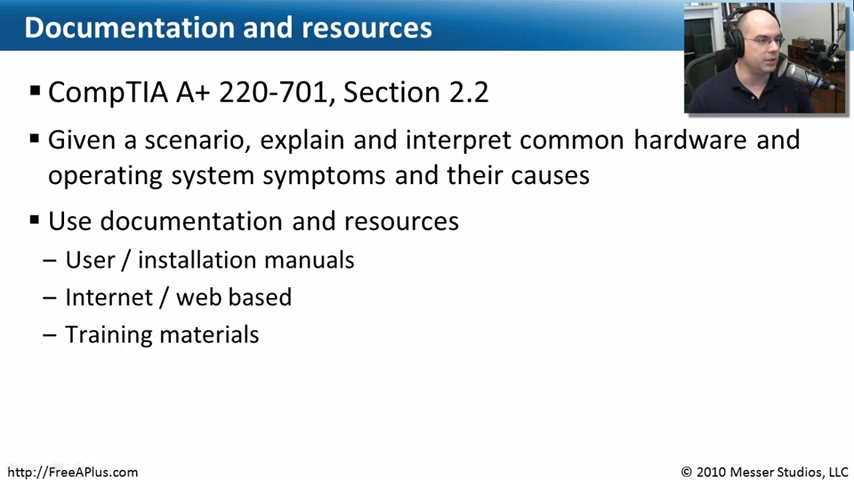 Documentation and resources
▪ CompTIA A+ 220-701, Section 2.2
▪ Given a scenario, explain and interpret common hardware and
operating system symptoms and their causes
▪ Use documentation and resources
– User / installation manuals
– Internet / web based
– Training materials
http://FreeAPlus.com
© 2010 Messer Studios, LLC